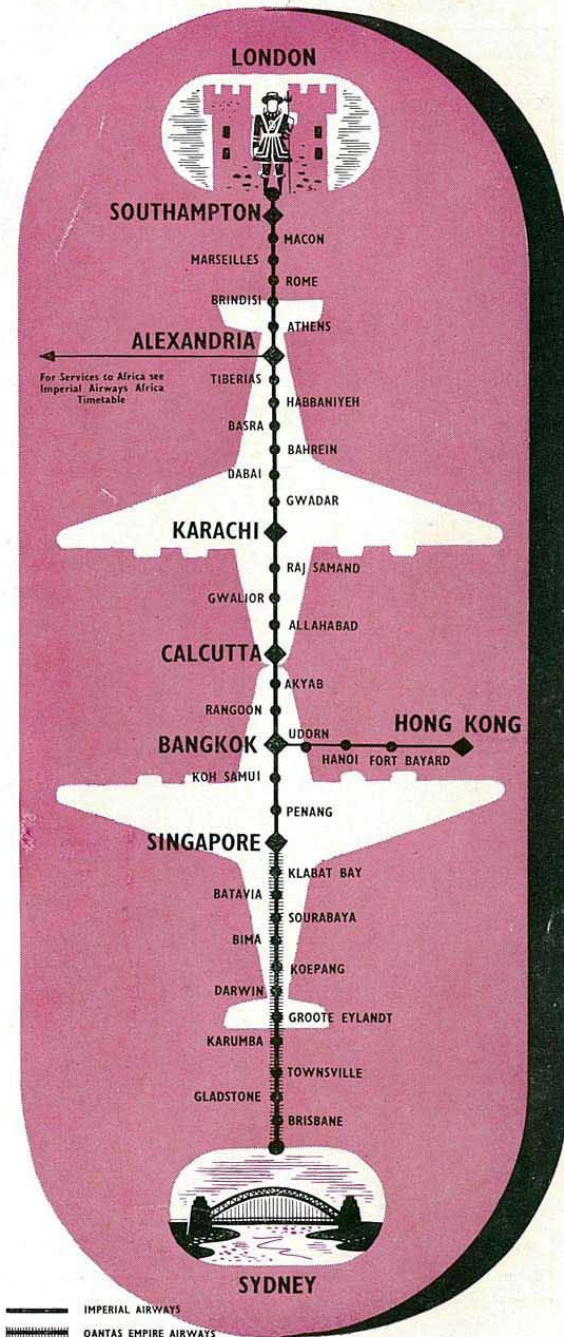 LONDON
SOUTHAMPTON
MACON
MARSEILLES
ROME
BRINDISI
ATHENS
ALEXANDRIA
For Services to Africa see
Imperial Airways Africa
Timetable
TIBERIAS
HABBANIYEH
BASRA
BAHREIN
DABAI
GWADAR
KARACHI
RAJ SAMAND
GWALIOR
ALLAHABAD
CALCUTTA
AKYAB
RANGOON
BANGKOK
UDORN
HANOI
FORT BAYARD
HONG KONG
KOH SAMUI
PENANG
SINGAPORE
KLABAT BAY
BATAVIA
SOURABAYA
BIMA
KOEPANG
DARWIN
GROOTE EYLANDT
KARUMBA
TOWNSVILLE
GLADSTONE
BRISBANE
SYDNEY
IMPERIAL AIRWAYS
QANTAS EMPIRE AIRWAYS